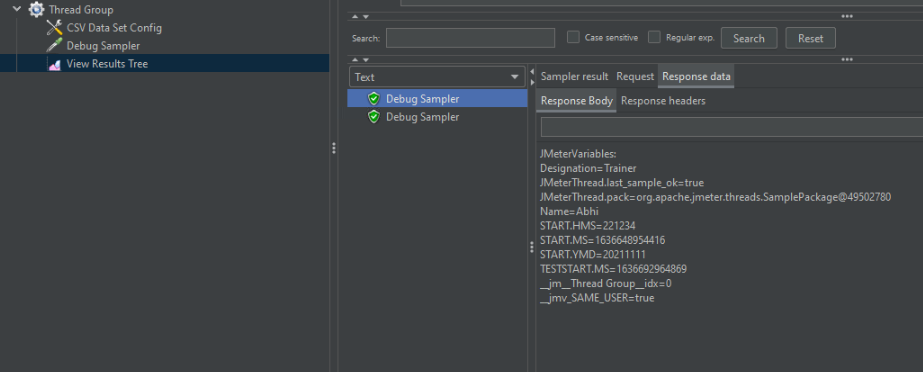 Thread Group
CSV Data Set Config
Debug Sampler
View Results Tree
Search:
Case sensitive
Regular exp.
Search
Reset
Text
Debug Sampler
Debug Sampler
Sampler result
Request
Response data
Response Body
Response headers
JMeterVariables:
Designation=Trainer
JMeterThread.last_sample_ok=true
JMeterThread.pack=org.apache.jmeter.threads.SamplePackage@49502780
Name=Abhi
START.HMS=221234
START.MS=1636648954416
START.YMD=20211111
TESTSTART.MS=1636692964869
__jm__Thread Group__idx=0
__jmv_SAME_USER=true